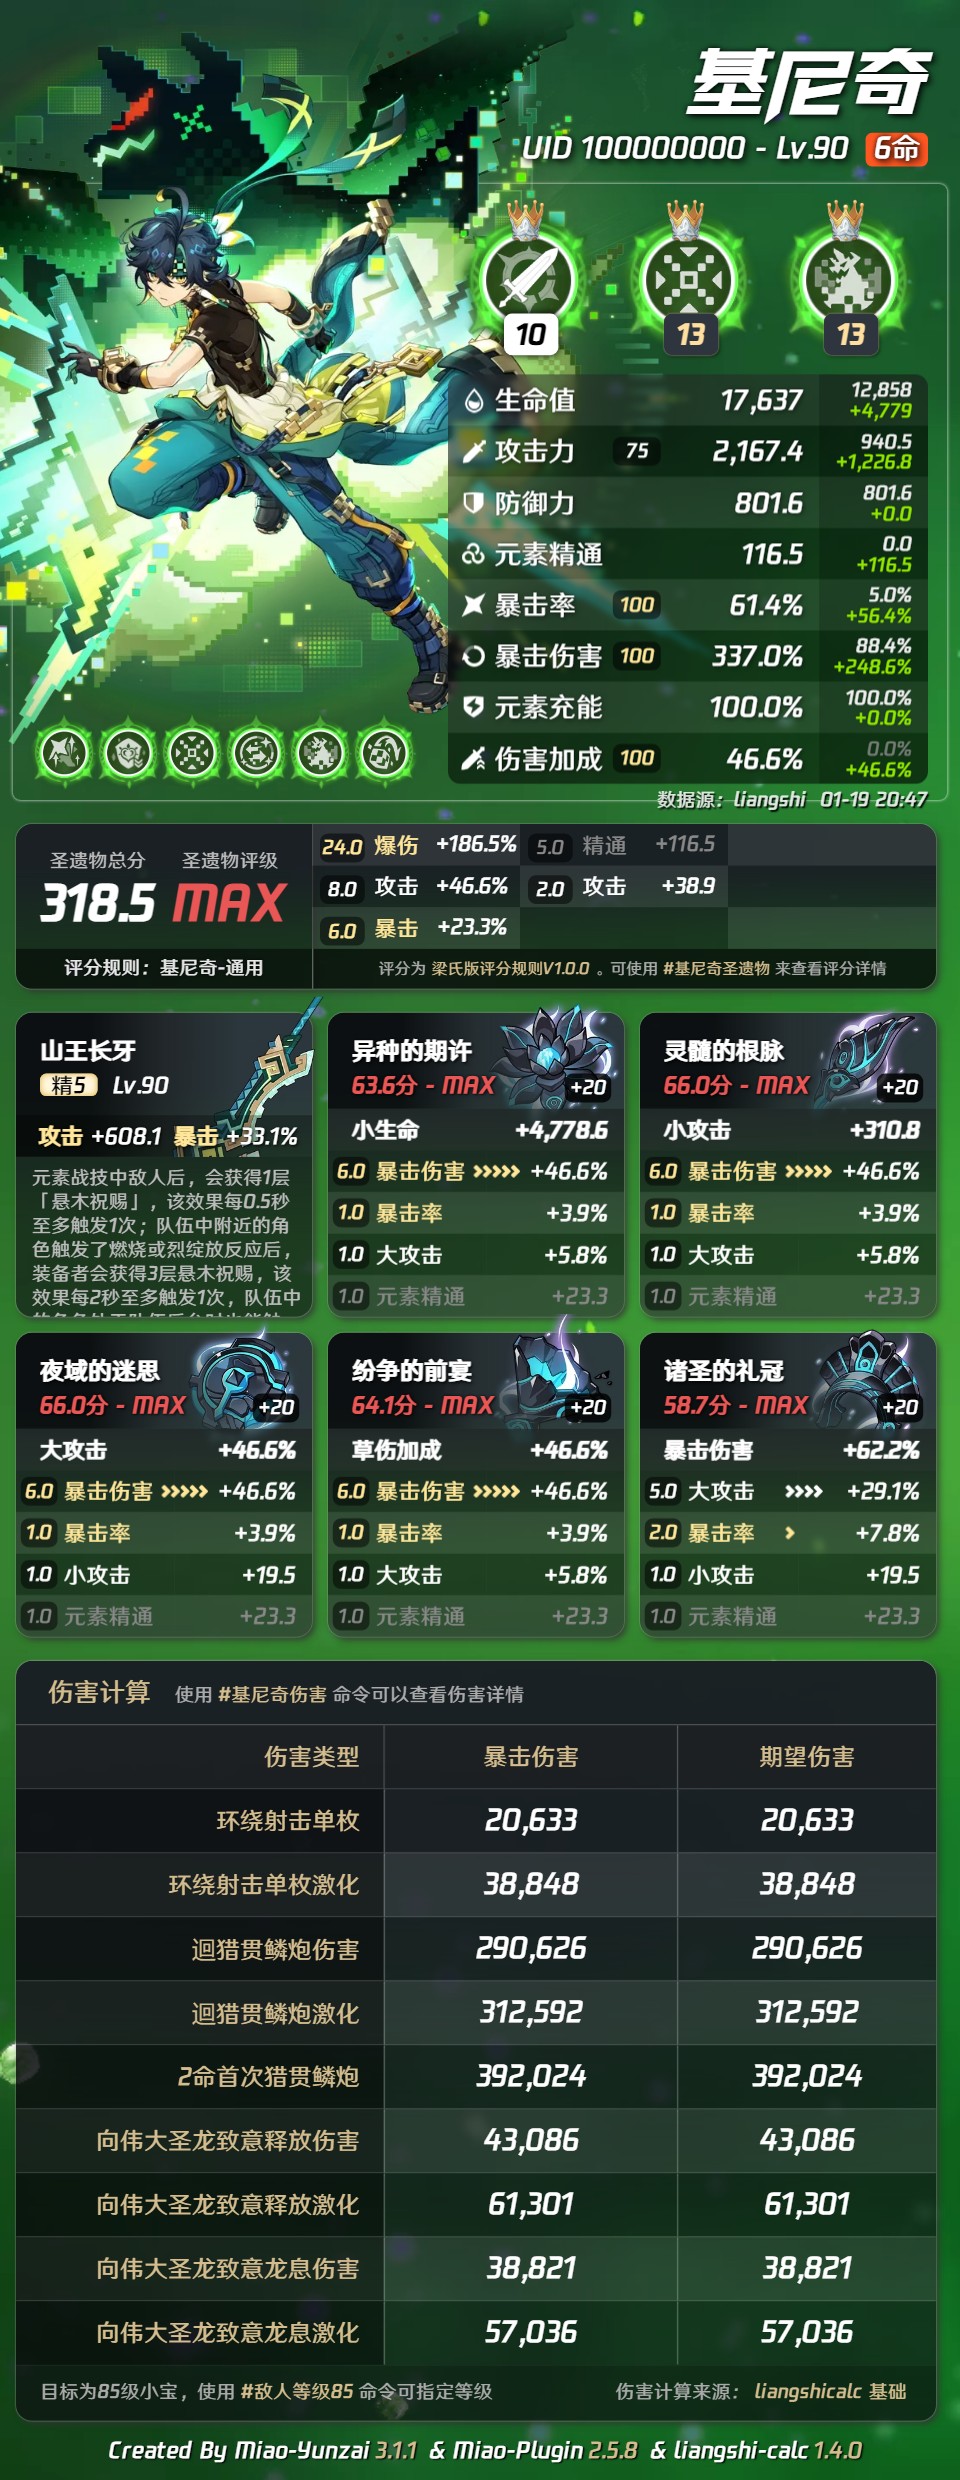 基尼奇
UID 100000000 - Lv.90 6命
10 13 13
生命值 17,637 12,858 +4,779
攻击力 75 2,167.4 940.5 +1,226.8
防御力 801.6 801.6 +0.0
元素精通 116.5 0.0 +116.5
暴击率 100 61.4% 5.0% +56.4%
暴击伤害 100 337.0% 88.4% +248.6%
元素充能 100.0% 100.0% +0.0%
伤害加成 100 46.6% 0.0% +46.6%
数据源：liangshi 01-19 20:47
圣遗物总分 圣遗物评级
318.5 MAX
评分规则：基尼奇-通用
24.0 爆伤 +186.5% 5.0 精通 +116.5
8.0 攻击 +46.6% 2.0 攻击 +38.9
6.0 暴击 +23.3%
评分为 梁氏版评分规则V1.0.0 。可使用 #基尼奇圣遗物 来查看评分详情
山王长牙
精5 Lv.90
攻击 +608.1 暴击 +33.1%
元素战技中敌人后，会获得1层
「悬木祝赐」，该效果每0.5秒
至多触发1次；队伍中附近的角
色触发了燃烧或烈绽放反应后，
装备者会获得3层悬木祝赐，该
效果每2秒至多触发1次，队伍中
异种的期许
63.6分 - MAX +20
小生命 +4,778.6
6.0 暴击伤害 +46.6%
1.0 暴击率 +3.9%
1.0 大攻击 +5.8%
1.0 元素精通 +23.3
灵髓的根脉
66.0分 - MAX +20
小攻击 +310.8
6.0 暴击伤害 +46.6%
1.0 暴击率 +3.9%
1.0 大攻击 +5.8%
1.0 元素精通 +23.3
夜域的迷思
66.0分 - MAX +20
大攻击 +46.6%
6.0 暴击伤害 +46.6%
1.0 暴击率 +3.9%
1.0 小攻击 +19.5
1.0 元素精通 +23.3
纷争的前宴
64.1分 - MAX +20
草伤加成 +46.6%
6.0 暴击伤害 +46.6%
1.0 暴击率 +3.9%
1.0 大攻击 +5.8%
1.0 元素精通 +23.3
诸圣的礼冠
58.7分 - MAX +20
暴击伤害 +62.2%
5.0 大攻击 +29.1%
2.0 暴击率 +7.8%
1.0 小攻击 +19.5
1.0 元素精通 +23.3
伤害计算 使用 #基尼奇伤害 命令可以查看伤害详情
伤害类型 暴击伤害 期望伤害
环绕射击单枚 20,633 20,633
环绕射击单枚激化 38,848 38,848
迴猎贯鳞炮伤害 290,626 290,626
迴猎贯鳞炮激化 312,592 312,592
2命首次猎贯鳞炮 392,024 392,024
向伟大圣龙致意释放伤害 43,086 43,086
向伟大圣龙致意释放激化 61,301 61,301
向伟大圣龙致意龙息伤害 38,821 38,821
向伟大圣龙致意龙息激化 57,036 57,036
目标为85级小宝，使用 #敌人等级85 命令可指定等级 伤害计算来源： liangshicalc 基础
Created By Miao-Yunzai 3.1.1 & Miao-Plugin 2.5.8 & liangshi-calc 1.4.0